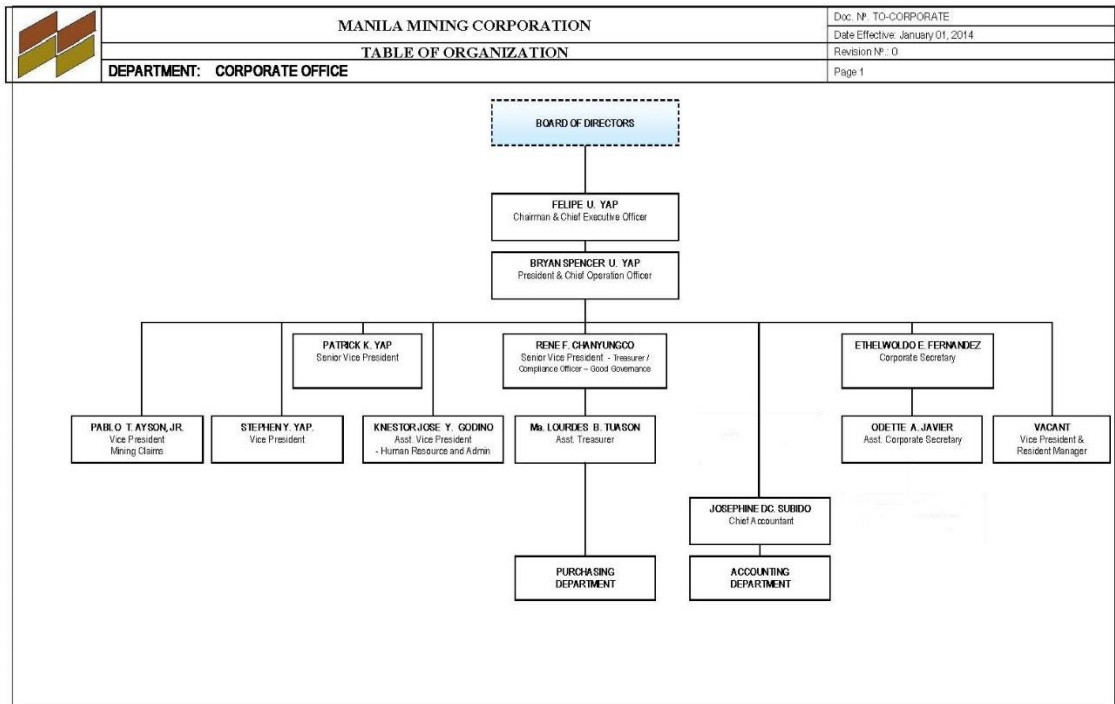 MANILA MINING CORPORATION
TABLE OF ORGANIZATION
DEPARTMENT: CORPORATE OFFICE
Doc. Nº. TO-CORPORATE
Date Effective: January 01, 2014
Revision Nº.: 0
Page 1
BOARD OF DIRECTORS
FELIPE U. YAP
Chairman & Chief Executive Officer
BRYAN SPENCER U. YAP
President & Chief Operation Officer
PATRICK K. YAP
Senior Vice President
RENE F. CHANYUNGCO
Senior Vice President - Treasurer /
Compliance Officer – Good Governance
ETHELWOLDO E. FERNANDEZ
Corporate Secretary
PABLO T. AYSON, JR.
Vice President
Mining Claims
STEPHEN Y. YAP.
Vice President
KNESTOR JOSE Y. GODINO
Asst. Vice President
- Human Resource and Admin
Ma. LOURDES B. TUASON
Asst. Treasurer
ODETTE A. JAVIER
Asst. Corporate Secretary
VACANT
Vice President &
Resident Manager
JOSEPHINE DC. SUBIDO
Chief Accountant
PURCHASING
DEPARTMENT
ACCOUNTING
DEPARTMENT